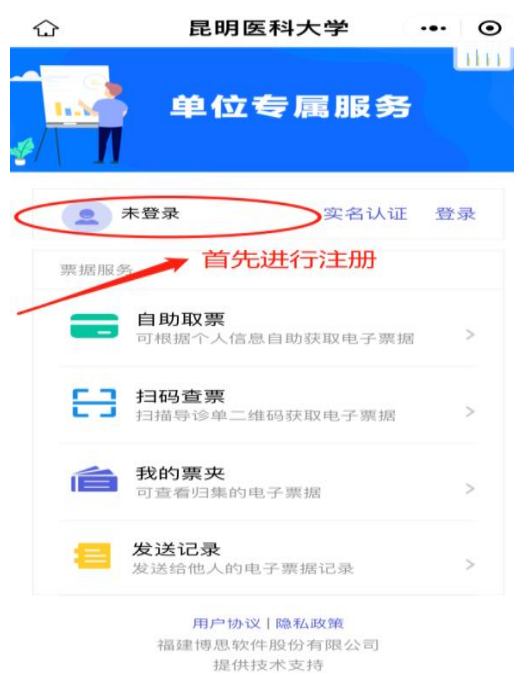 昆明医科大学
单位专属服务
未登录 实名认证 登录
首先进行注册
票据服务
自助取票
可根据个人信息自助获取电子票据
扫码查票
扫描导诊单二维码获取电子票据
我的票夹
可查看归集的电子票据
发送记录
发送给他人的电子票据记录
用户协议 | 隐私政策
福建博思软件股份有限公司
提供技术支持